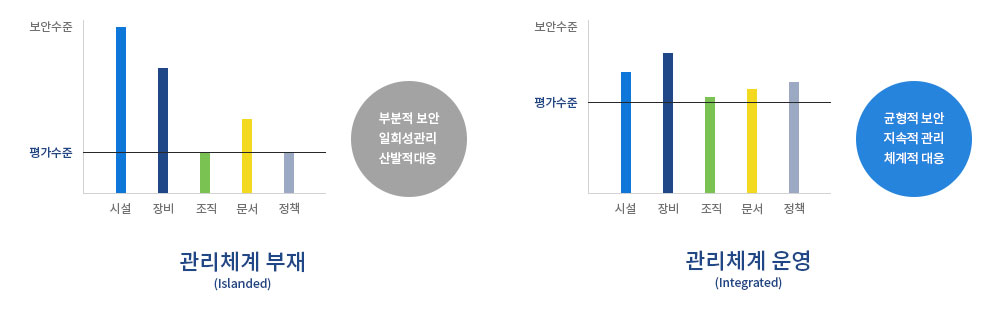 보안수준
평가수준
시설 장비 조직 문서 정책
부분적 보안
일회성관리
산발적대응
관리체계 부재
(Islanded)
보안수준
평가수준
시설 장비 조직 문서 정책
균형적 보안
지속적 관리
체계적 대응
관리체계 운영
(Integrated)